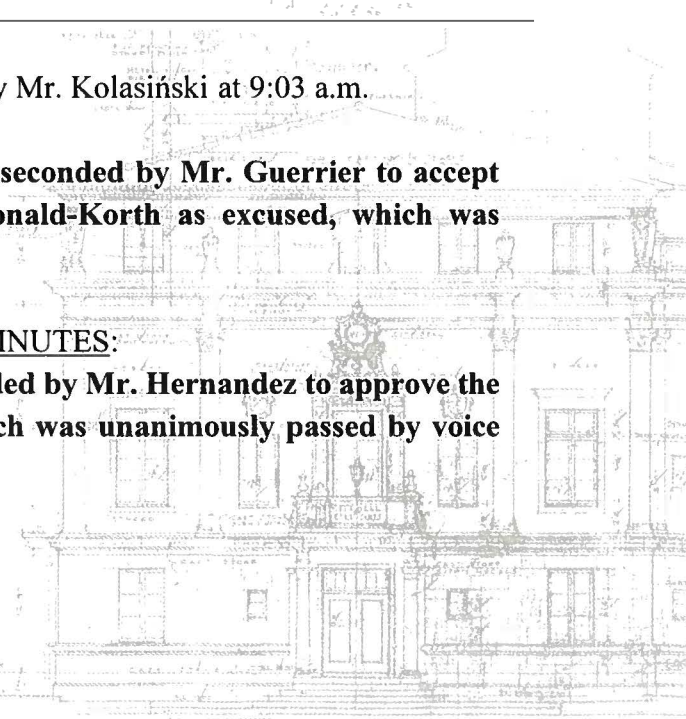 Mr. Kolasiński at 9:03 a.m.
seconded by Mr. Guerrier to accept
onald-Korth as excused, which was
INUTES:
led by Mr. Hernandez to approve the
ch was unanimously passed by voice